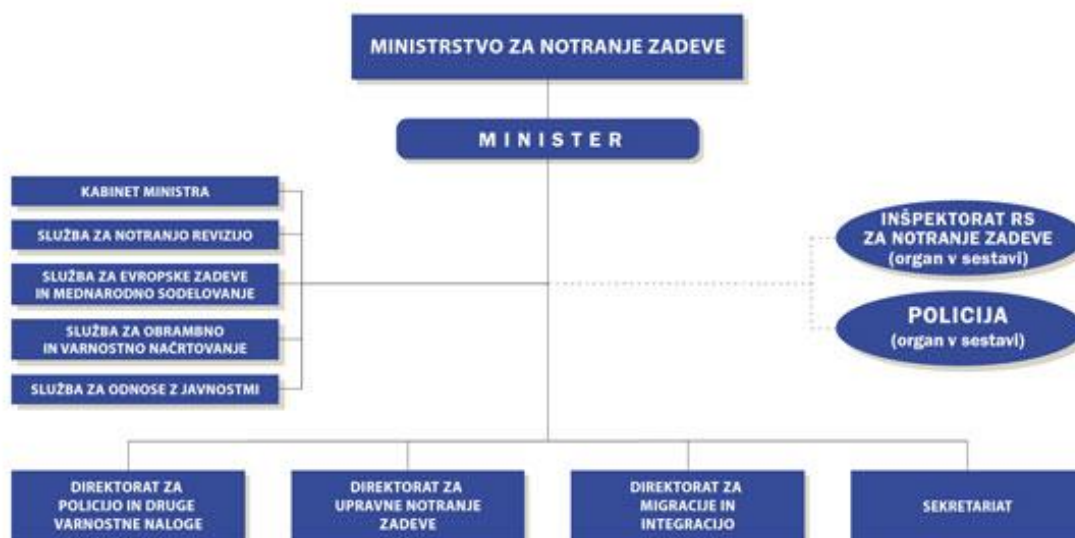 MINISTRSTVO ZA NOTRANJE ZADEVE
MINISTER
KABINET MINISTRA
SLUŽBA ZA NOTRANJO REVIZIJO
SLUŽBA ZA EVROPSKE ZADEVE
IN MEDNARODNO SODELOVANJE
SLUŽBA ZA OBRAMBNO
IN VARNOSTNO NAČRTOVANJE
SLUŽBA ZA ODNOSE Z JAVNOSTMI
INŠPEKTORAT RS
ZA NOTRANJE ZADEVE
(organ v sestavi)
POLICIJA
(organ v sestavi)
DIREKTORAT ZA
POLICIJO IN DRUGE
VARNOSTNE NALOGE
DIREKTORAT ZA
UPRAVNE NOTRANJE
ZADEVE
DIREKTORAT ZA
MIGRACIJE IN
INTEGRACIJO
SEKRETARIAT